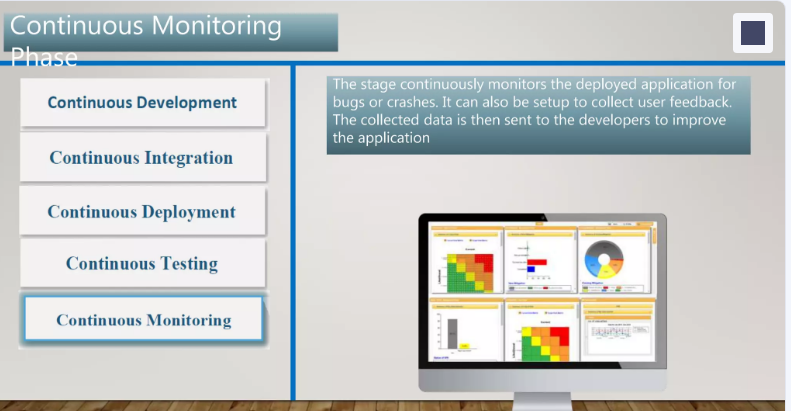 Continuous Monitoring
Phase
Continuous Development
Continuous Integration
Continuous Deployment
Continuous Testing
Continuous Monitoring
The stage continuously monitors the deployed application for
bugs or crashes. It can also be setup to collect user feedback.
The collected data is then sent to the developers to improve
the application